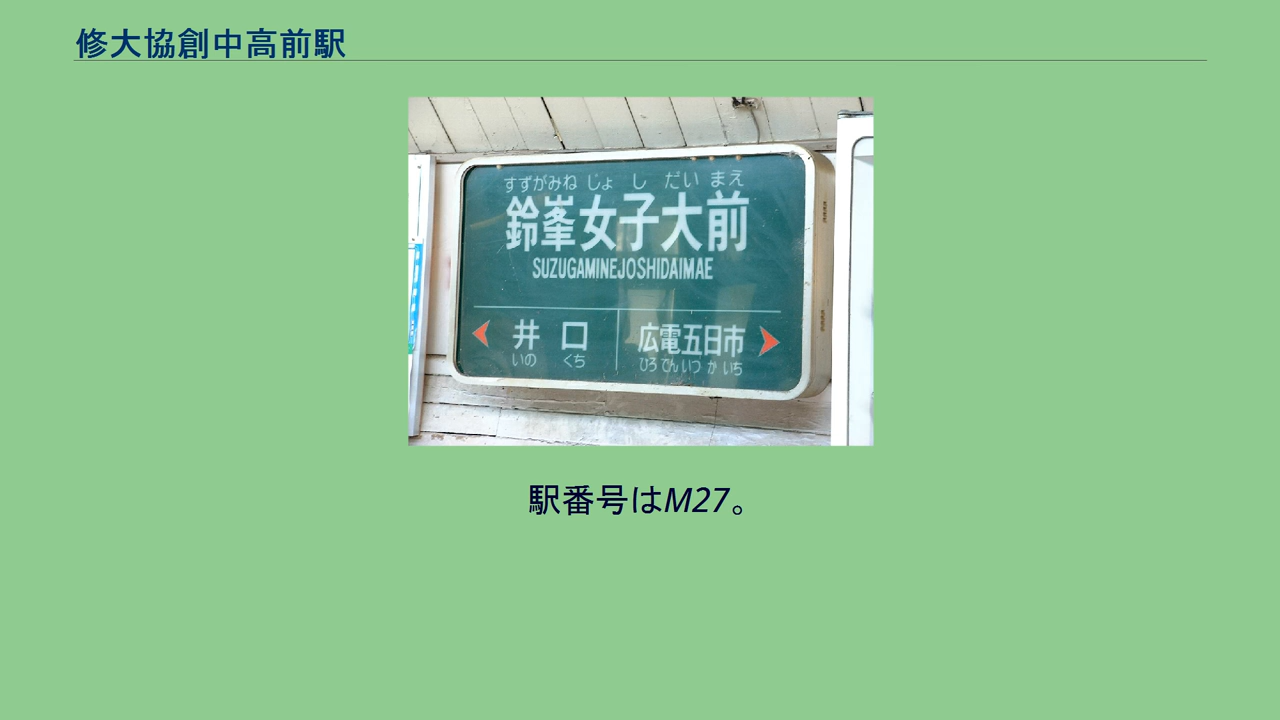 修大協創中高前駅
すずがみね じょ し だい まえ
鈴峯女子大前
SUZUGAMINEJOSHIDAIMAE
井口 広電五日市
いの くち ひろ でん いつ か いち
駅番号はM27。